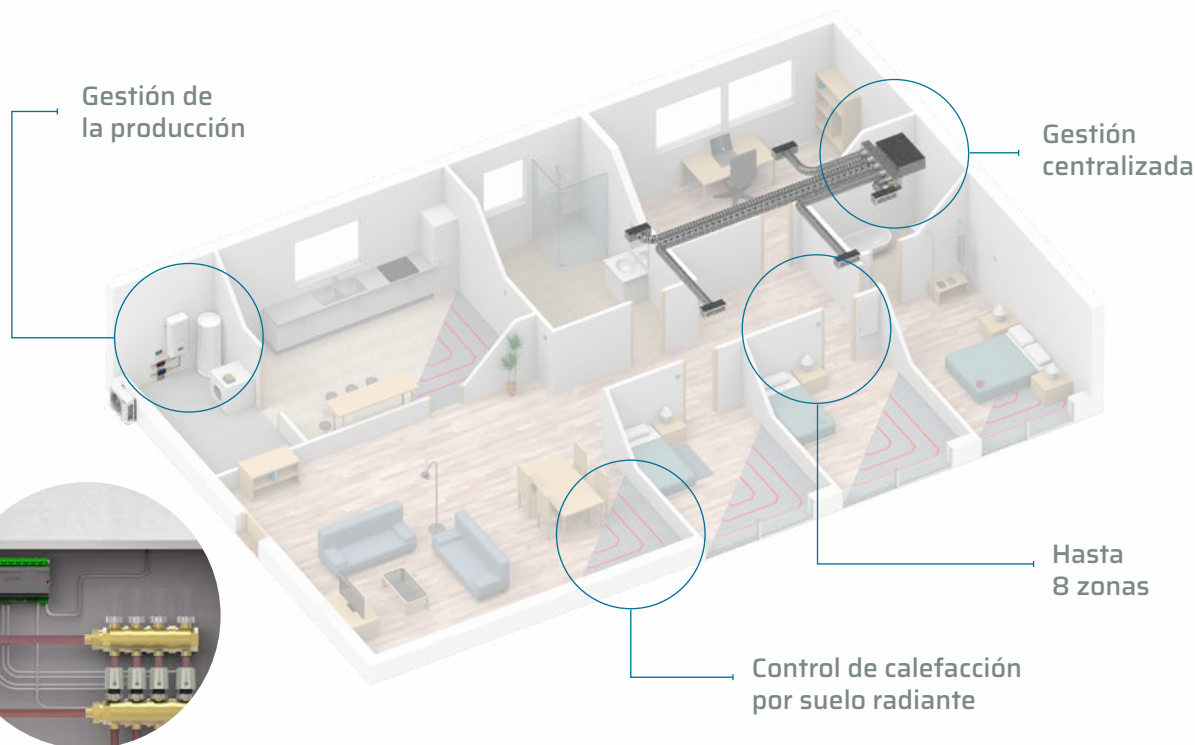 Gestión de
la producción
Gestión
centralizada
Hasta
8 zonas
Control de calefacción
por suelo radiante